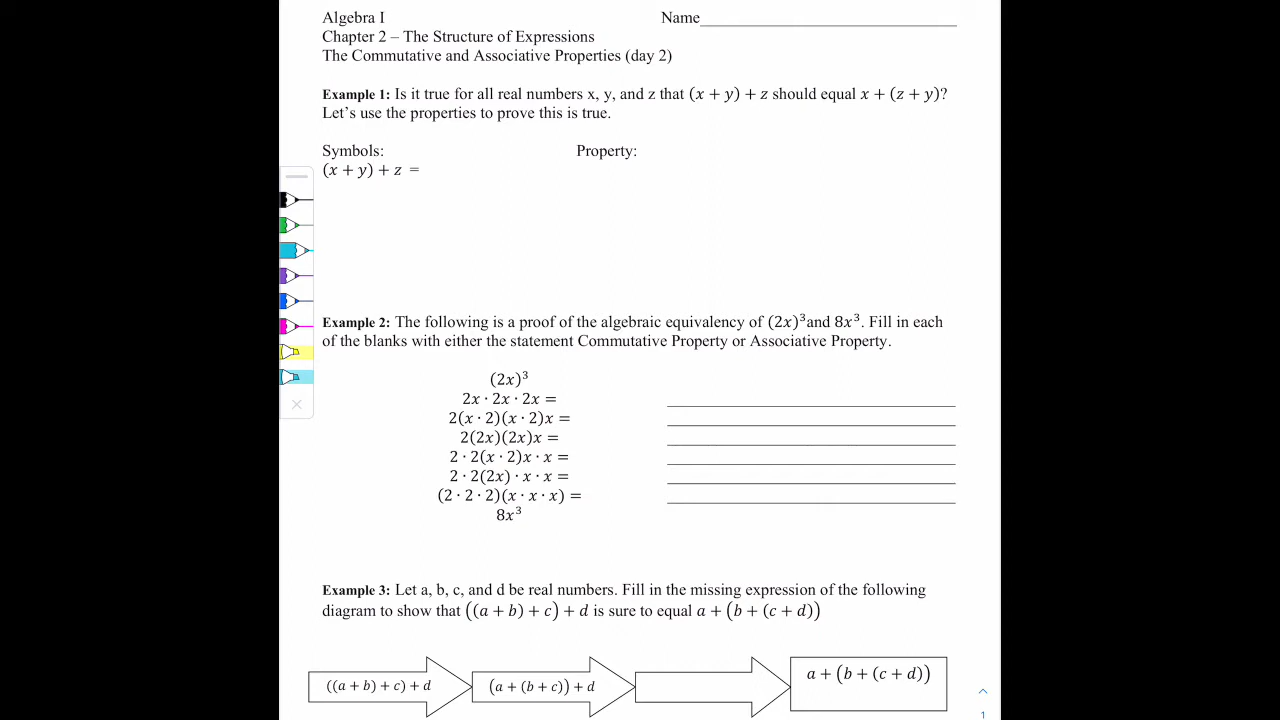 Algebra I Name
Chapter 2 – The Structure of Expressions
The Commutative and Associative Properties (day 2)
Example 1: Is it true for all real numbers x, y, and z that (x + y) + z should equal x + (z + y)?
Let's use the properties to prove this is true.
Symbols: Property:
(x + y) + z =
Example 2: The following is a proof of the algebraic equivalency of (2x)³and 8x³. Fill in each
of the blanks with either the statement Commutative Property or Associative Property.
(2x)³
2x · 2x · 2x =
2(x · 2)(x · 2)x =
2(2x)(2x)x =
2 · 2(x · 2)x · x =
2 · 2(2x) · x · x =
(2 · 2 · 2)(x · x · x) =
8x³
Example 3: Let a, b, c, and d be real numbers. Fill in the missing expression of the following
diagram to show that ((a + b) + c) + d is sure to equal a + (b + (c + d))
((a + b) + c) + d (a + (b + c)) + d a + (b + (c + d))
1